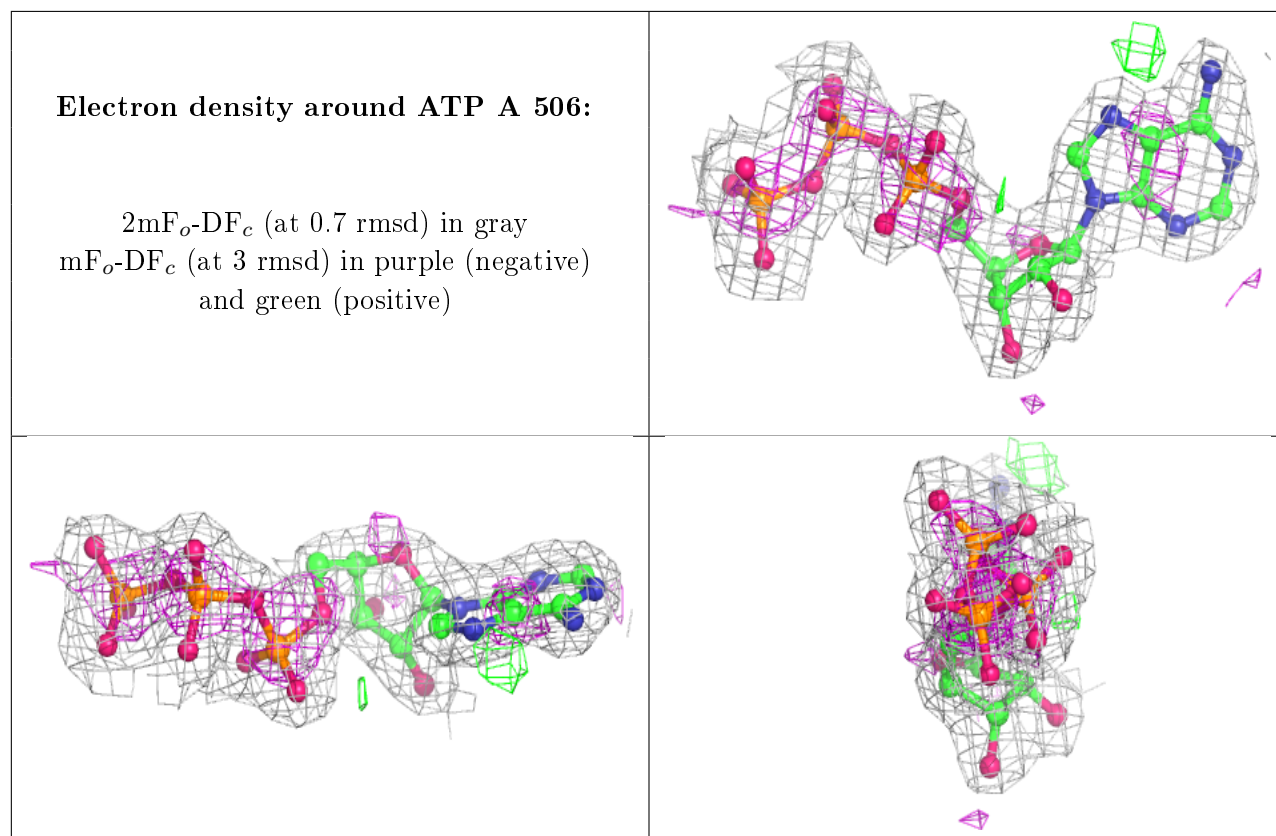 Electron density around ATP A 506:
2mFo-DFc (at 0.7 rmsd) in gray
mFo-DFc (at 3 rmsd) in purple (negative)
and green (positive)